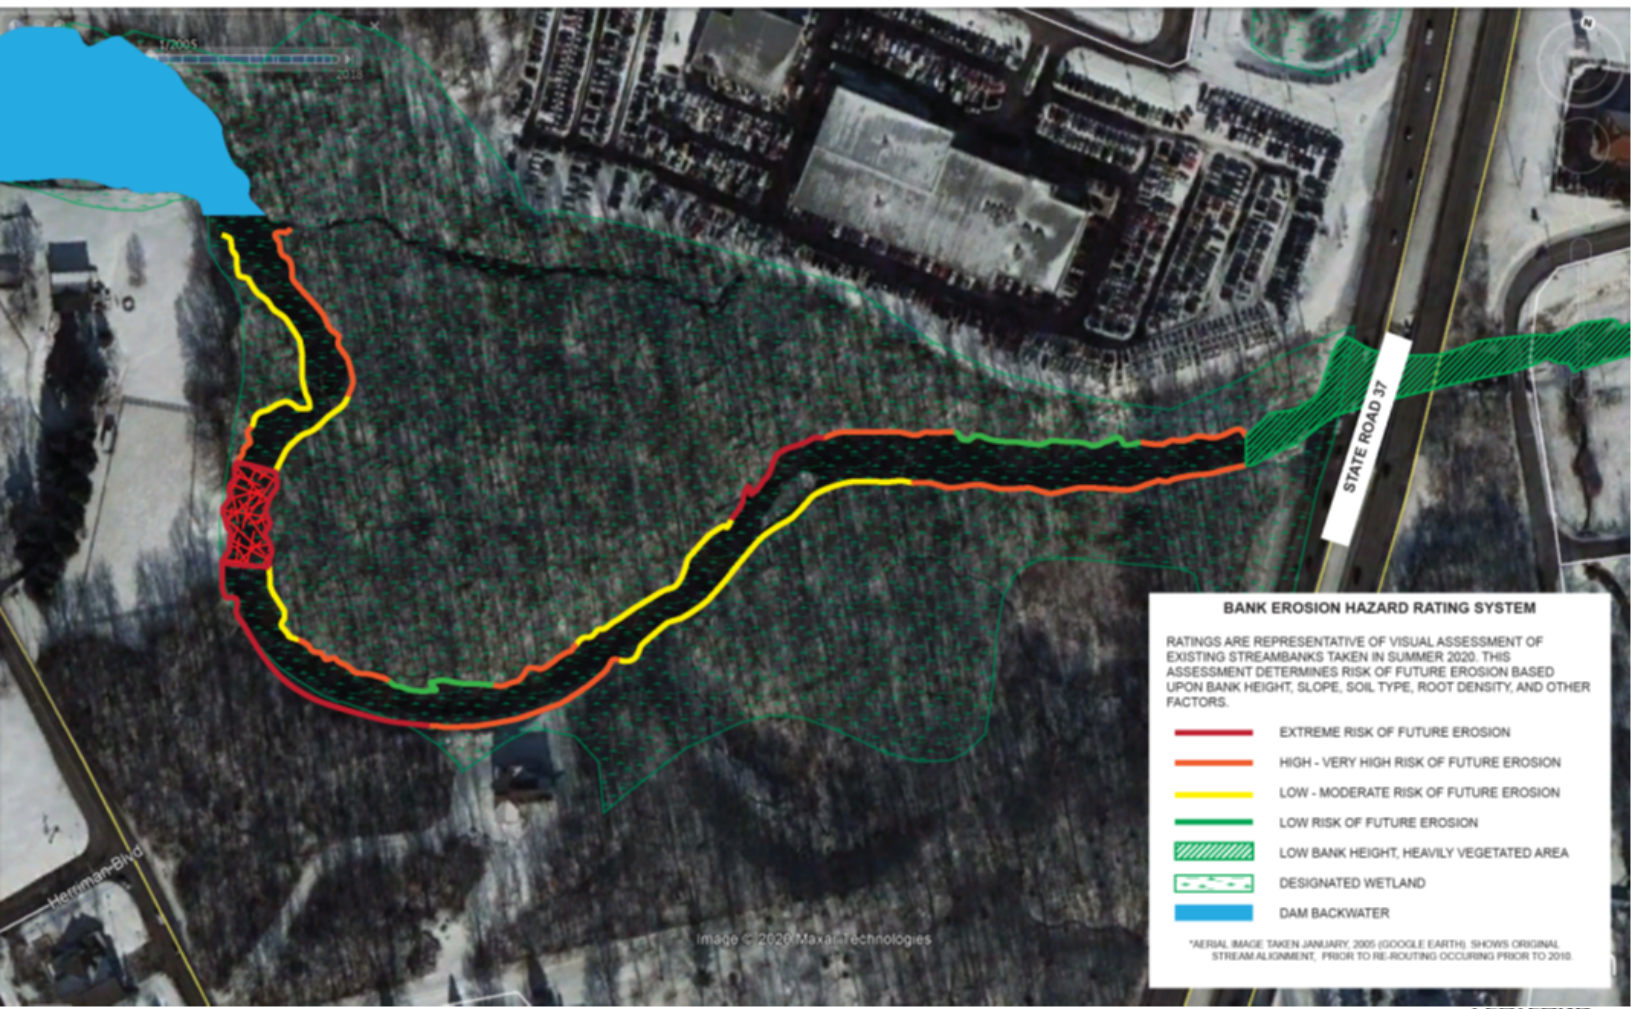 1/2005
2018
N
STATE ROAD 37
BANK EROSION HAZARD RATING SYSTEM
RATINGS ARE REPRESENTATIVE OF VISUAL ASSESSMENT OF
EXISTING STREAMBANKS TAKEN IN SUMMER 2020. THIS
ASSESSMENT DETERMINES RISK OF FUTURE EROSION BASED
UPON BANK HEIGHT, SLOPE, SOIL TYPE, ROOT DENSITY, AND OTHER
FACTORS.
EXTREME RISK OF FUTURE EROSION
HIGH - VERY HIGH RISK OF FUTURE EROSION
LOW - MODERATE RISK OF FUTURE EROSION
LOW RISK OF FUTURE EROSION
LOW BANK HEIGHT, HEAVILY VEGETATED AREA
DESIGNATED WETLAND
DAM BACKWATER
*AERIAL IMAGE TAKEN JANUARY, 2005 (GOOGLE EARTH). SHOWS ORIGINAL
STREAM ALIGNMENT, PRIOR TO RE-ROUTING OCCURING PRIOR TO 2010.
Herriman-Blvd
Image © 2020 Maxar Technologies